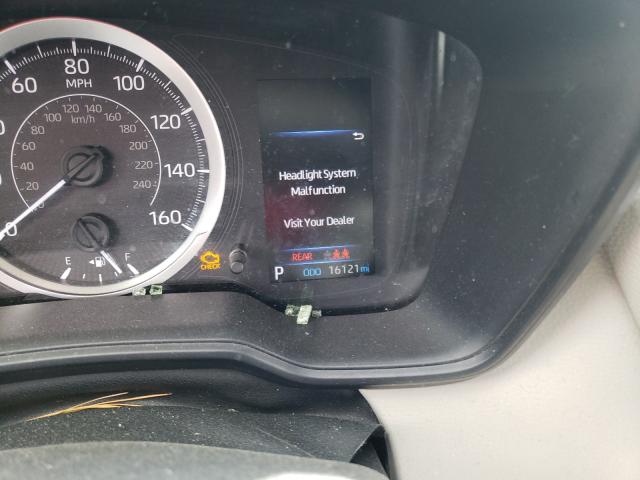 60 80 100
MPH
120
100 120 140
80 km/h 160
60 180
40 200
20 220
240
140
0 160
E F
CHECK
Headlight System
Malfunction
Visit Your Dealer
REAR
P ODO 16121 mi